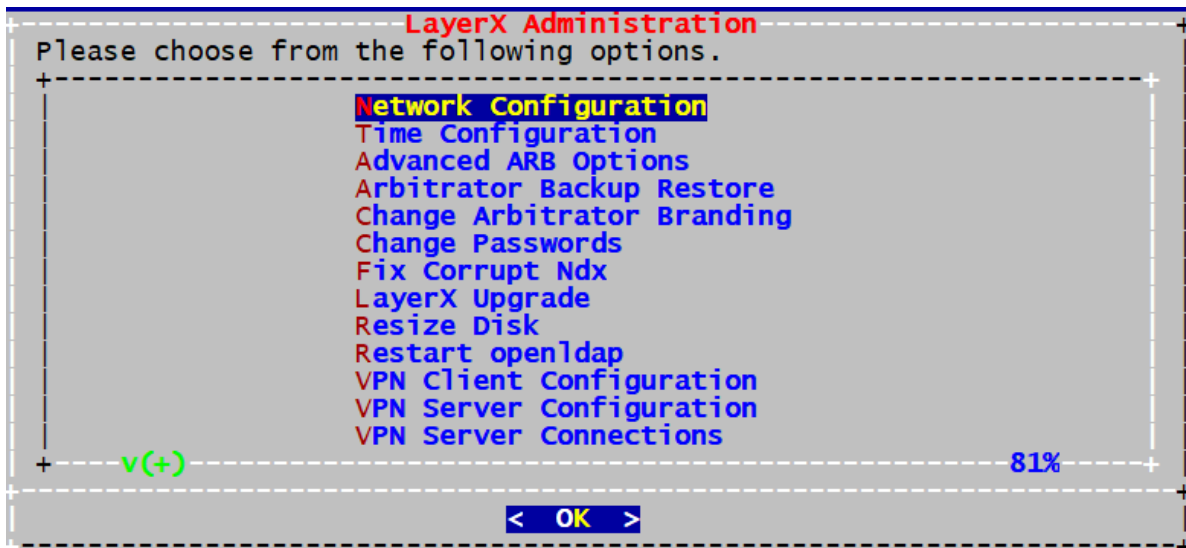 LayerX Administration
Please choose from the following options.
Network Configuration
Time Configuration
Advanced ARB Options
Arbitrator Backup Restore
Change Arbitrator Branding
Change Passwords
Fix Corrupt Ndx
LayerX Upgrade
Resize Disk
Restart openldap
VPN Client Configuration
VPN Server Configuration
VPN Server Connections
v(+) 81%
< OK >